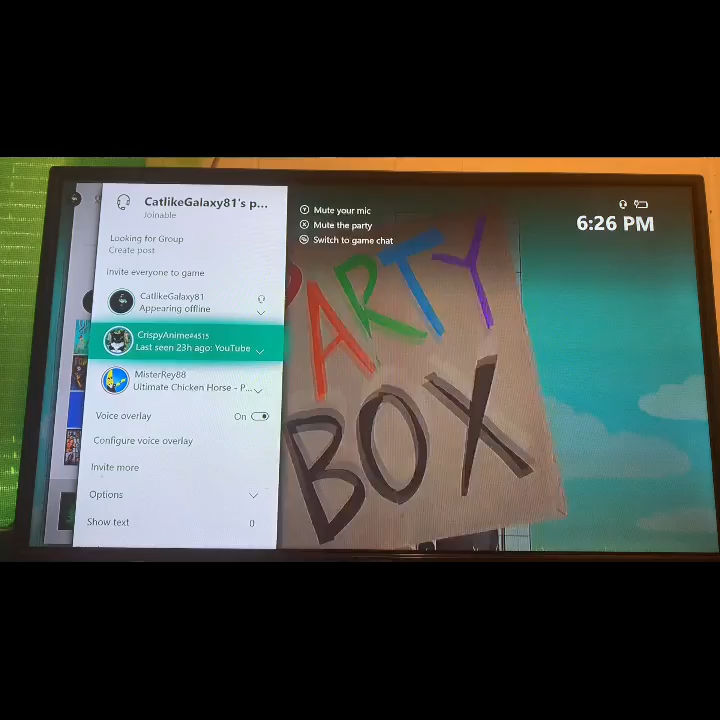 CatlikeGalaxy81's p...
Joinable
Looking for Group
Create post
Invite everyone to game
CatlikeGalaxy81
Appearing offline
CrispyAnime#4515
Last seen 23h ago: YouTube
MisterRey88
Ultimate Chicken Horse - P...
Voice overlay
On
Configure voice overlay
Invite more
Options
Show text
0
Mute your mic
Mute the party
Switch to game chat
6:26 PM
PARTY
BOX